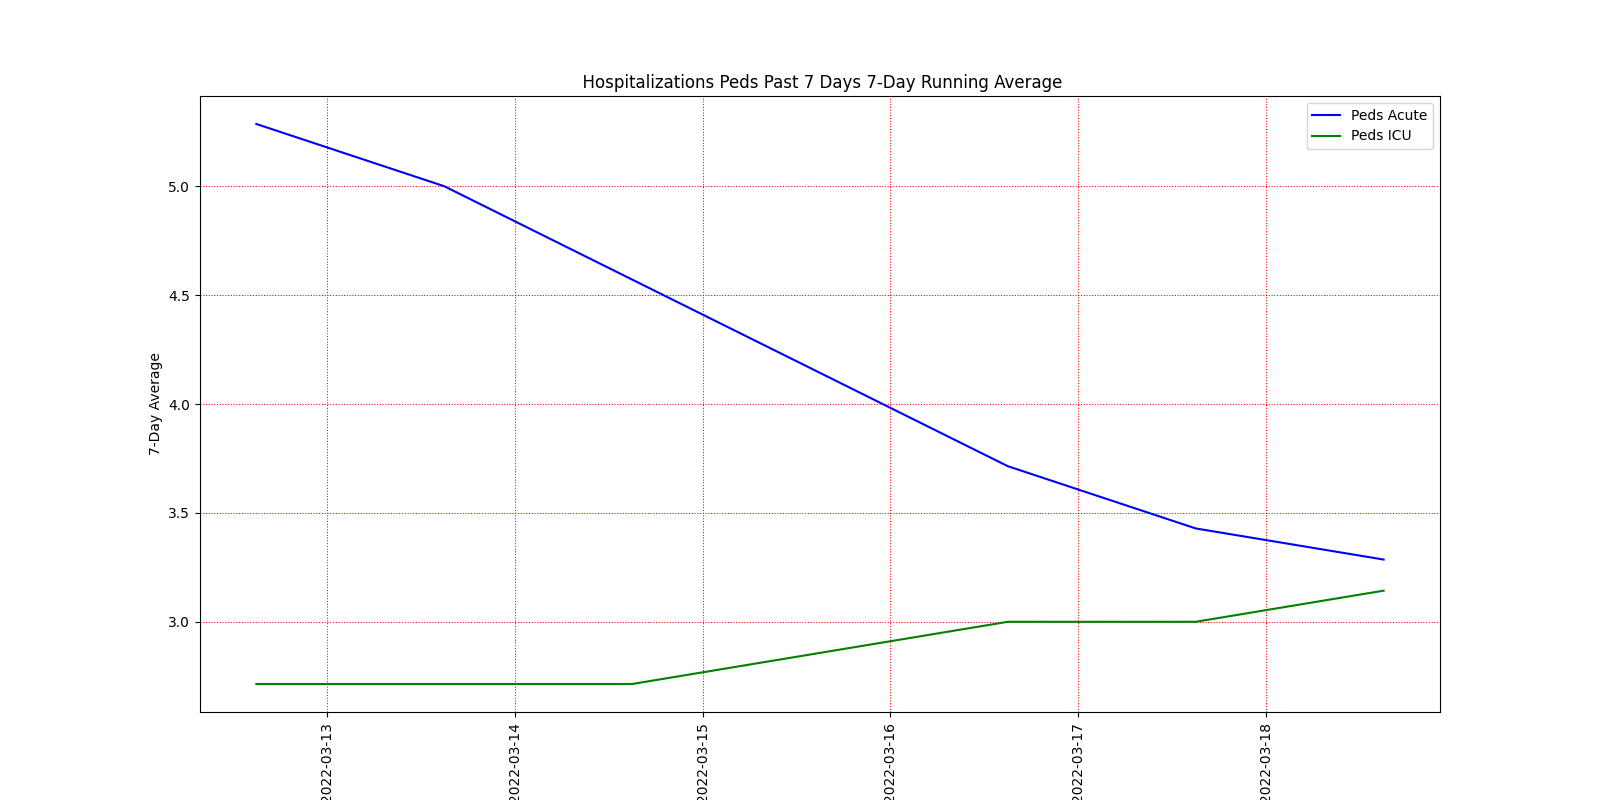 Hospitalizations Peds Past 7 Days 7-Day Running Average
Peds Acute
Peds ICU
7-Day Average
5.0
4.5
4.0
3.5
3.0
2022-03-13
2022-03-14
2022-03-15
2022-03-16
2022-03-17
2022-03-18